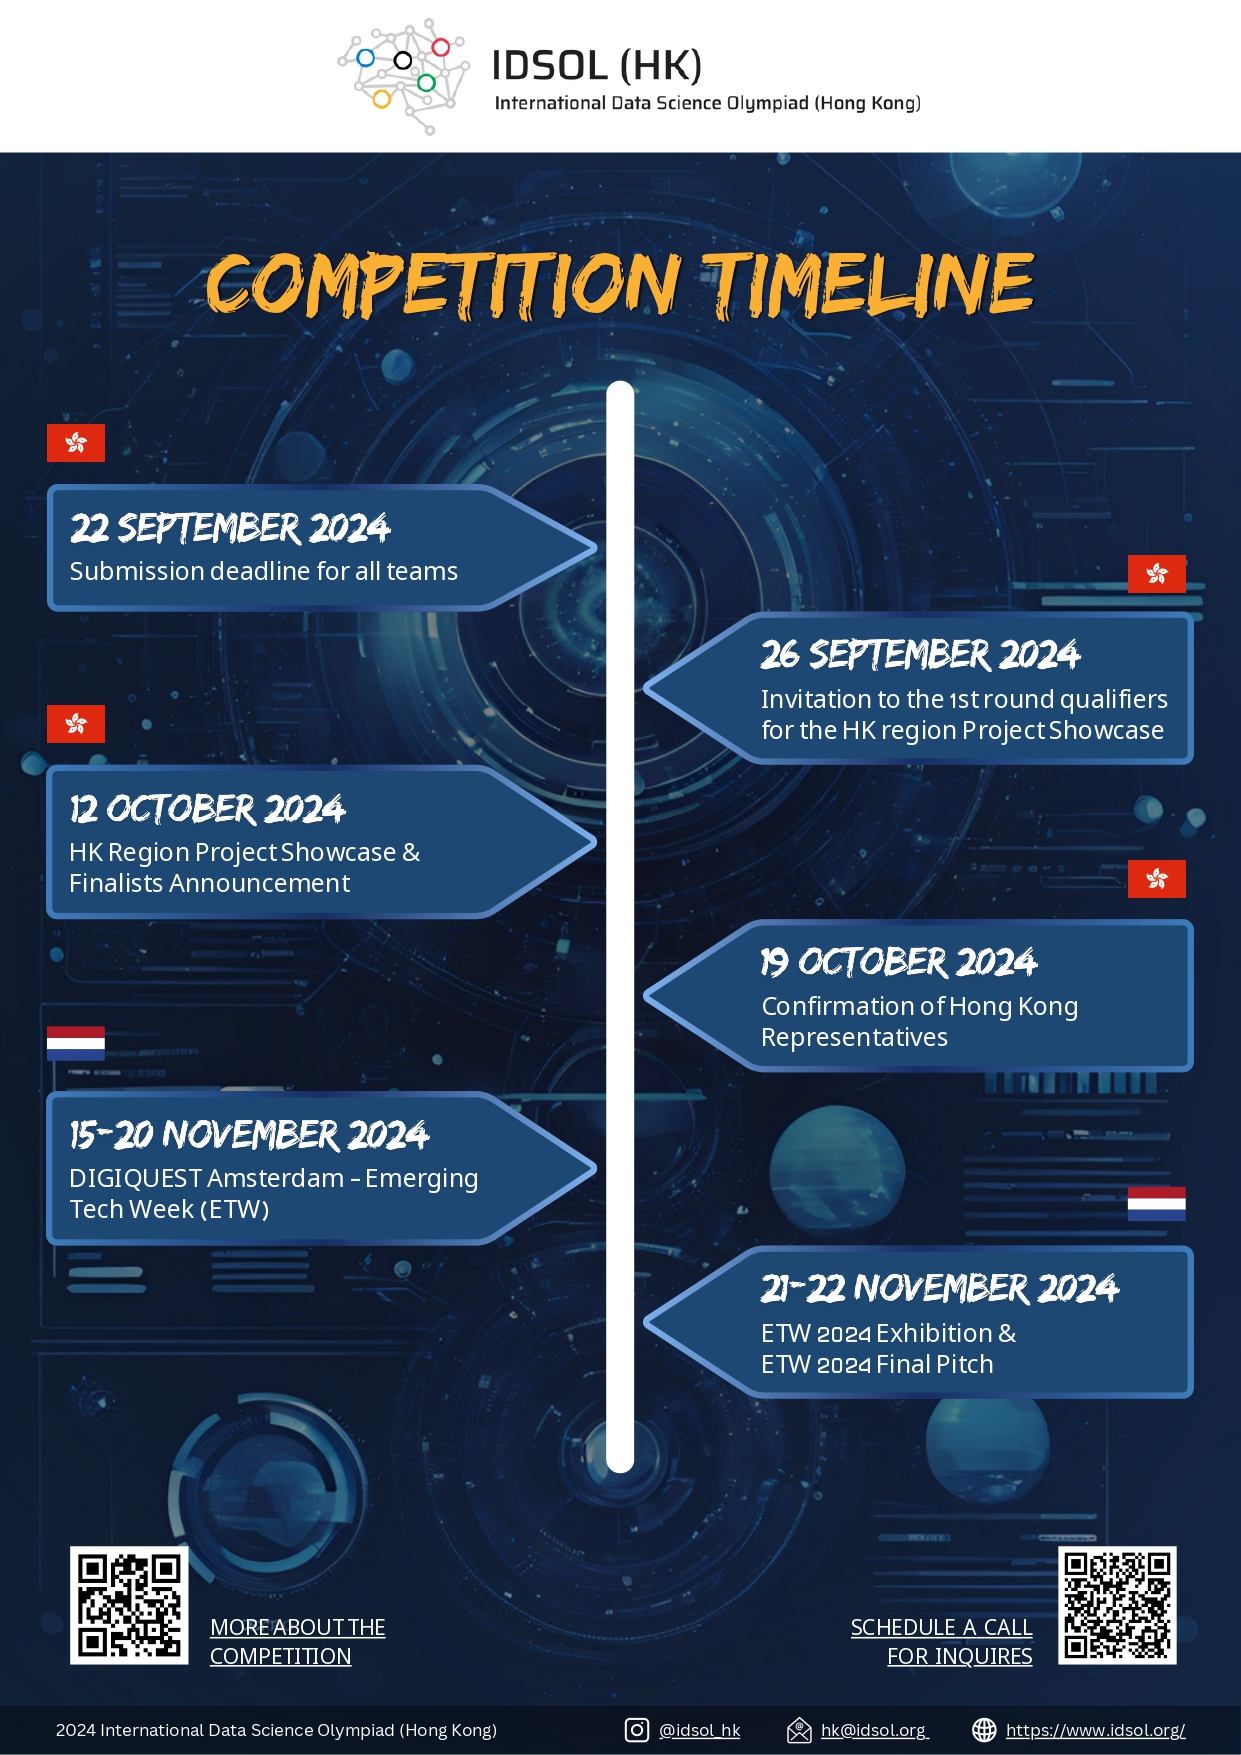 IDSOL (HK)
International Data Science Olympiad (Hong Kong)
COMPETITION TIMELINE
22 SEPTEMBER 2024
Submission deadline for all teams
26 SEPTEMBER 2024
Invitation to the 1st round qualifiers
for the HK region Project Showcase
12 OCTOBER 2024
HK Region Project Showcase &
Finalists Announcement
19 OCTOBER 2024
Confirmation of Hong Kong
Representatives
15-20 NOVEMBER 2024
DIGIQUEST Amsterdam – Emerging
Tech Week (ETW)
21-22 NOVEMBER 2024
ETW 2024 Exhibition &
ETW 2024 Final Pitch
MORE ABOUT THE
COMPETITION
SCHEDULE A CALL
FOR INQUIRES
2024 International Data Science Olympiad (Hong Kong)
@idsol_hk
hk@idsol.org
https://www.idsol.org/